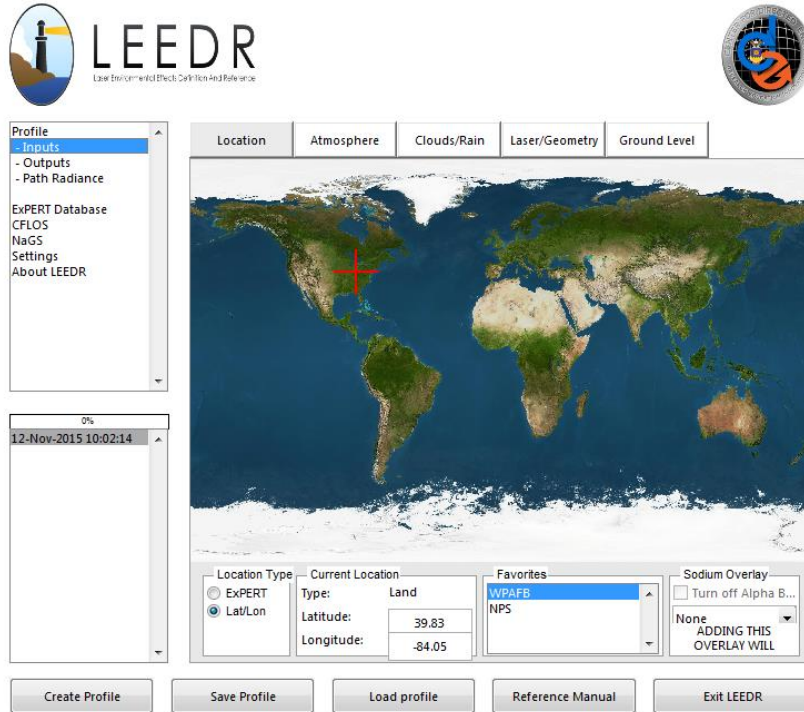 LEEDR
Laser Environmental Effects Definition And Reference
Profile
- Inputs
- Outputs
- Path Radiance
ExPERT Database
CFLOS
NaGS
Settings
About LEEDR
0%
12-Nov-2015 10:02:14
Location
Atmosphere
Clouds/Rain
Laser/Geometry
Ground Level
Location Type
ExPERT
Lat/Lon
Current Location
Type: Land
Latitude: 39.83
Longitude: -84.05
Favorites
WPAFB
NPS
Sodium Overlay
Turn off Alpha B...
None
ADDING THIS
OVERLAY WILL
Create Profile
Save Profile
Load profile
Reference Manual
Exit LEEDR